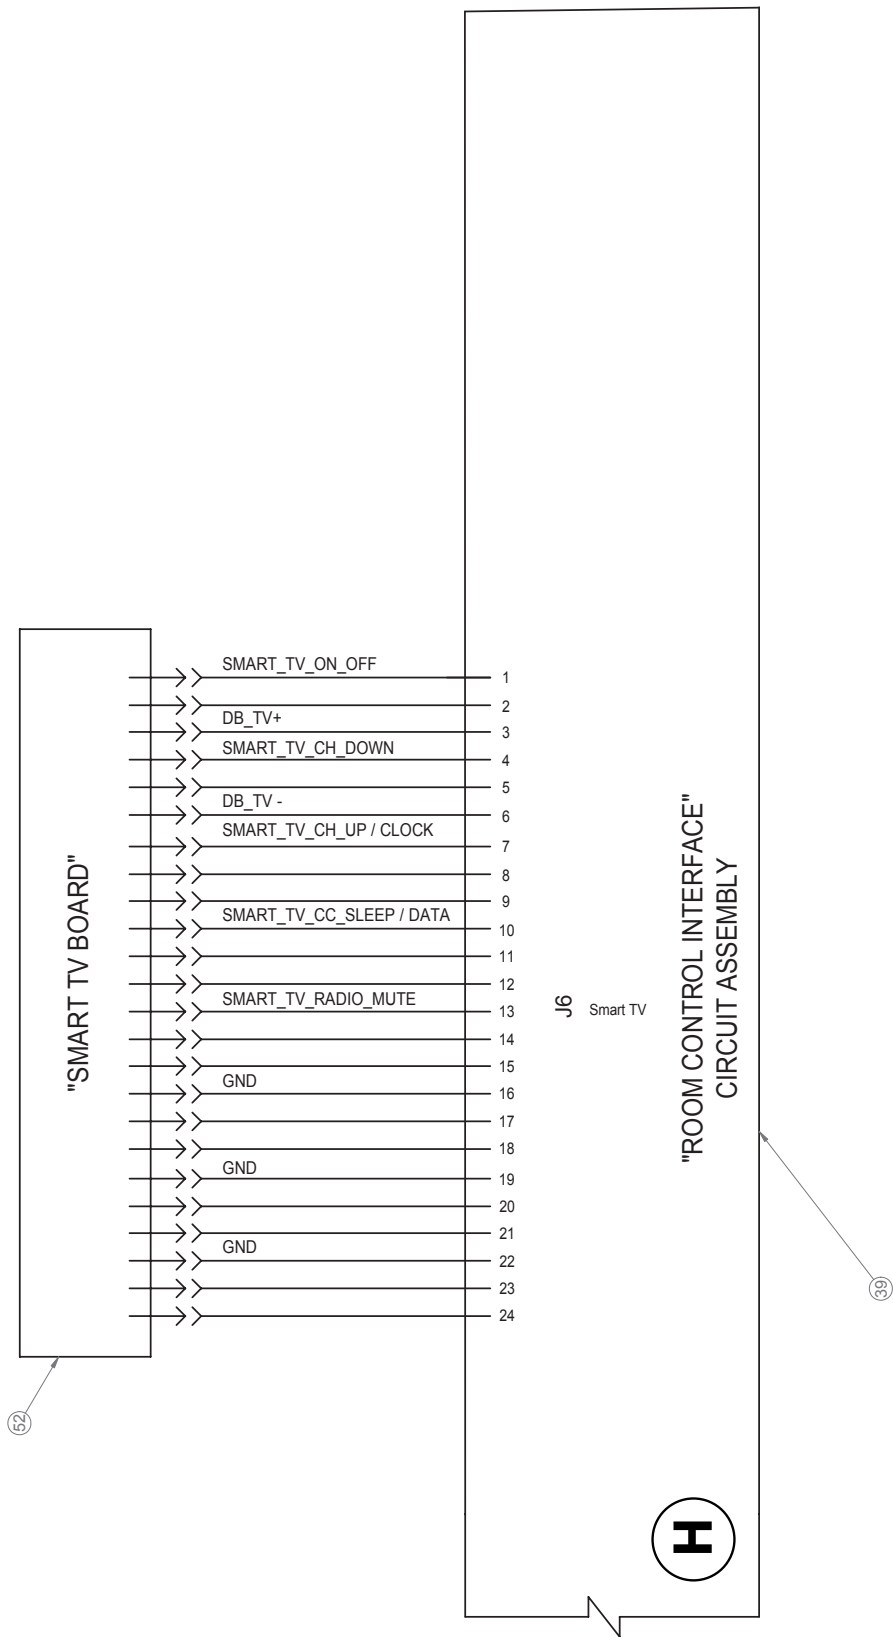 "SMART TV BOARD"
SMART_TV_ON_OFF
1
2
DB_TV+
3
SMART_TV_CH_DOWN
4
5
DB_TV -
6
SMART_TV_CH_UP / CLOCK
7
8
9
SMART_TV_CC_SLEEP / DATA
10
11
12
SMART_TV_RADIO_MUTE
13
14
15
GND
16
17
18
GND
19
20
21
GND
22
23
24
J6
Smart TV
"ROOM CONTROL INTERFACE"
CIRCUIT ASSEMBLY
39
52
H